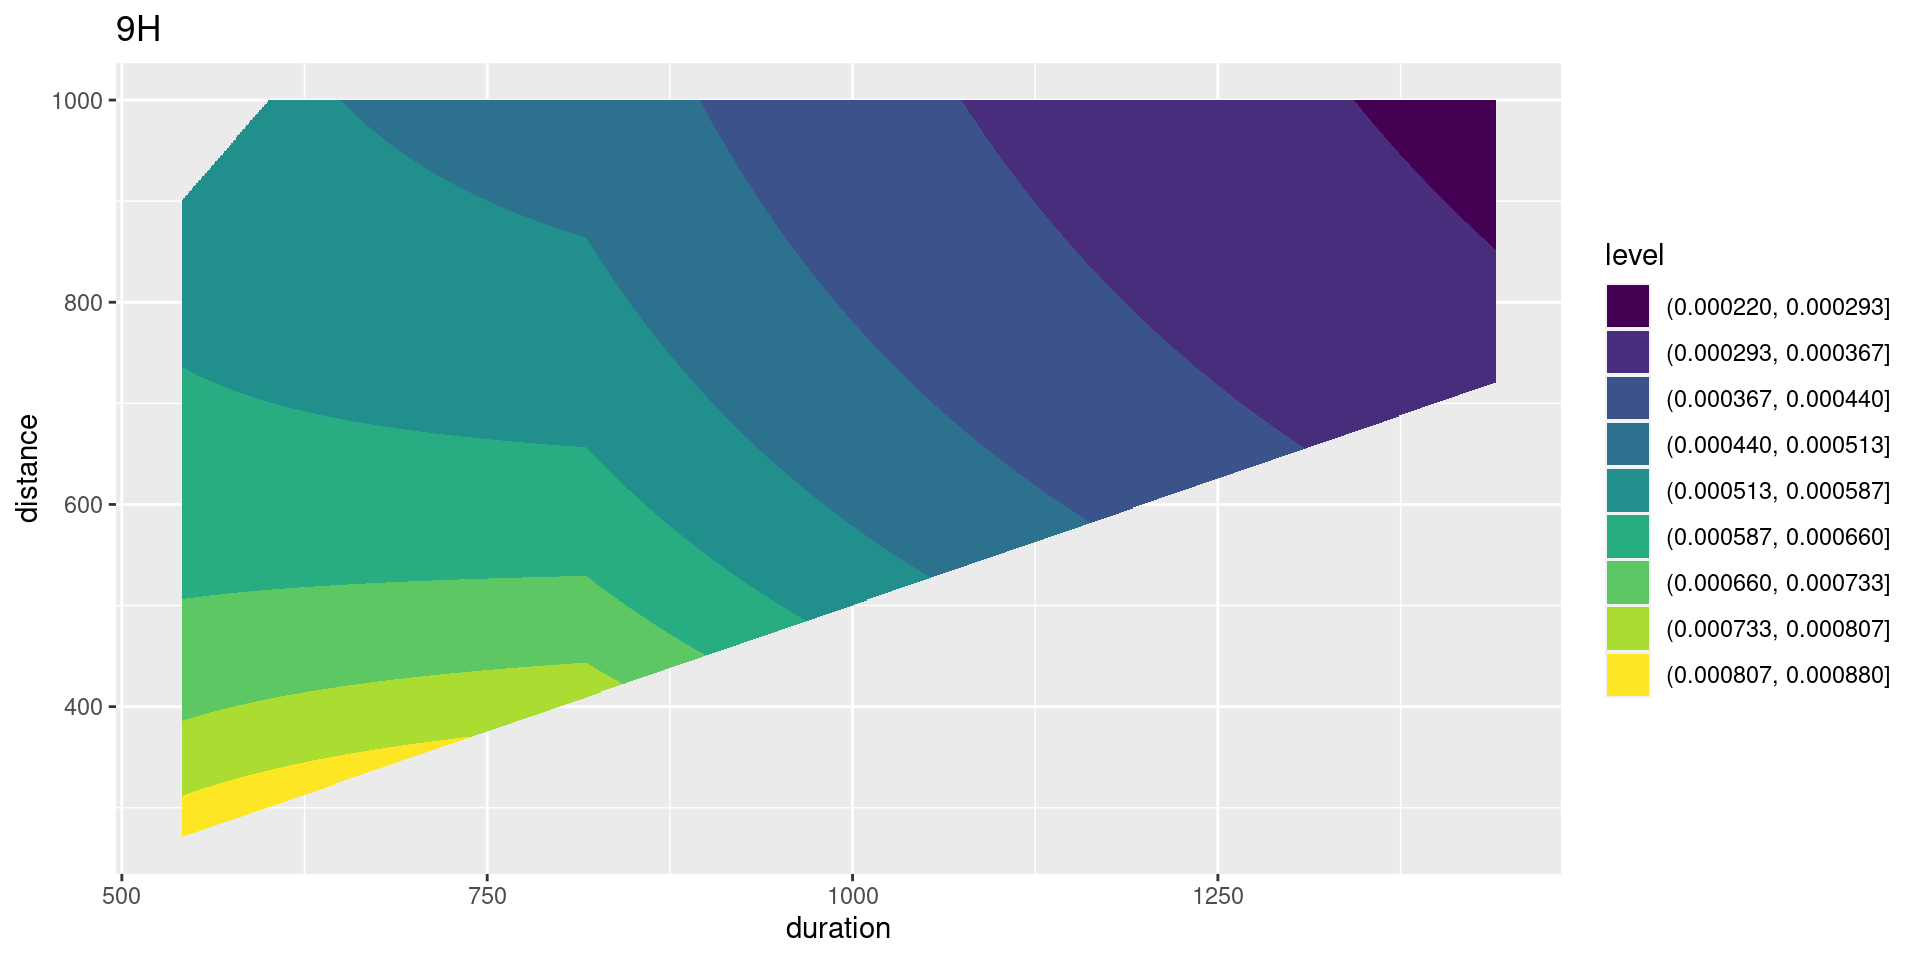 9H
1000
800
600
400
distance
500 750 1000 1250
duration
level
(0.000220, 0.000293]
(0.000293, 0.000367]
(0.000367, 0.000440]
(0.000440, 0.000513]
(0.000513, 0.000587]
(0.000587, 0.000660]
(0.000660, 0.000733]
(0.000733, 0.000807]
(0.000807, 0.000880]